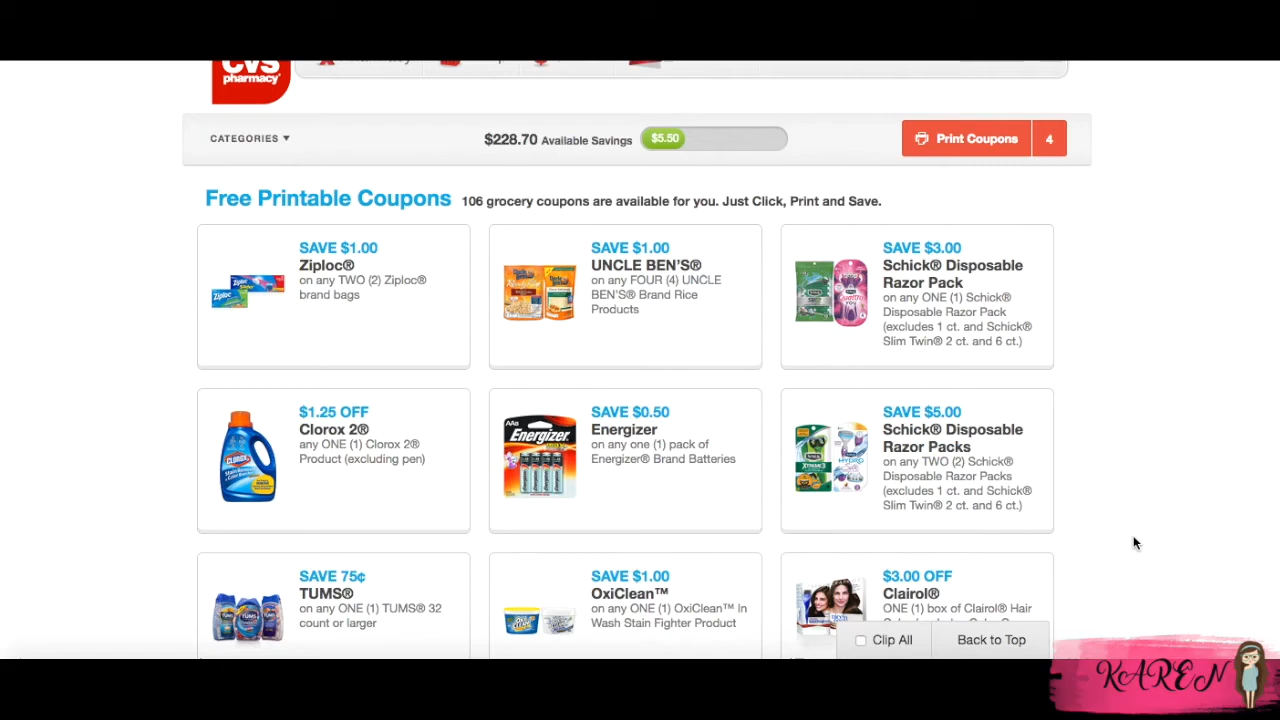 CVS
pharmacy®
CATEGORIES ▼
$228.70 Available Savings
$5.50
Print Coupons
4
Free Printable Coupons
106 grocery coupons are available for you. Just Click, Print and Save.
SAVE $1.00
Ziploc®
on any TWO (2) Ziploc®
brand bags
SAVE $1.00
UNCLE BEN'S®
on any FOUR (4) UNCLE
BEN'S® Brand Rice
Products
SAVE $3.00
Schick® Disposable
Razor Pack
on any ONE (1) Schick®
Disposable Razor Pack
(excludes 1 ct. and Schick®
Slim Twin® 2 ct. and 6 ct.)
$1.25 OFF
Clorox 2®
any ONE (1) Clorox 2®
Product (excluding pen)
SAVE $0.50
Energizer
on any one (1) pack of
Energizer® Brand Batteries
SAVE $5.00
Schick® Disposable
Razor Packs
on any TWO (2) Schick®
Disposable Razor Packs
(excludes 1 ct. and Schick®
Slim Twin® 2 ct. and 6 ct.)
SAVE 75¢
TUMS®
on any ONE (1) TUMS® 32
count or larger
SAVE $1.00
OxiClean™
on any ONE (1) OxiClean™ In
Wash Stain Fighter Product
$3.00 OFF
Clairol®
ONE (1) box of Clairol® Hair
Clip All
Back to Top
KAREN